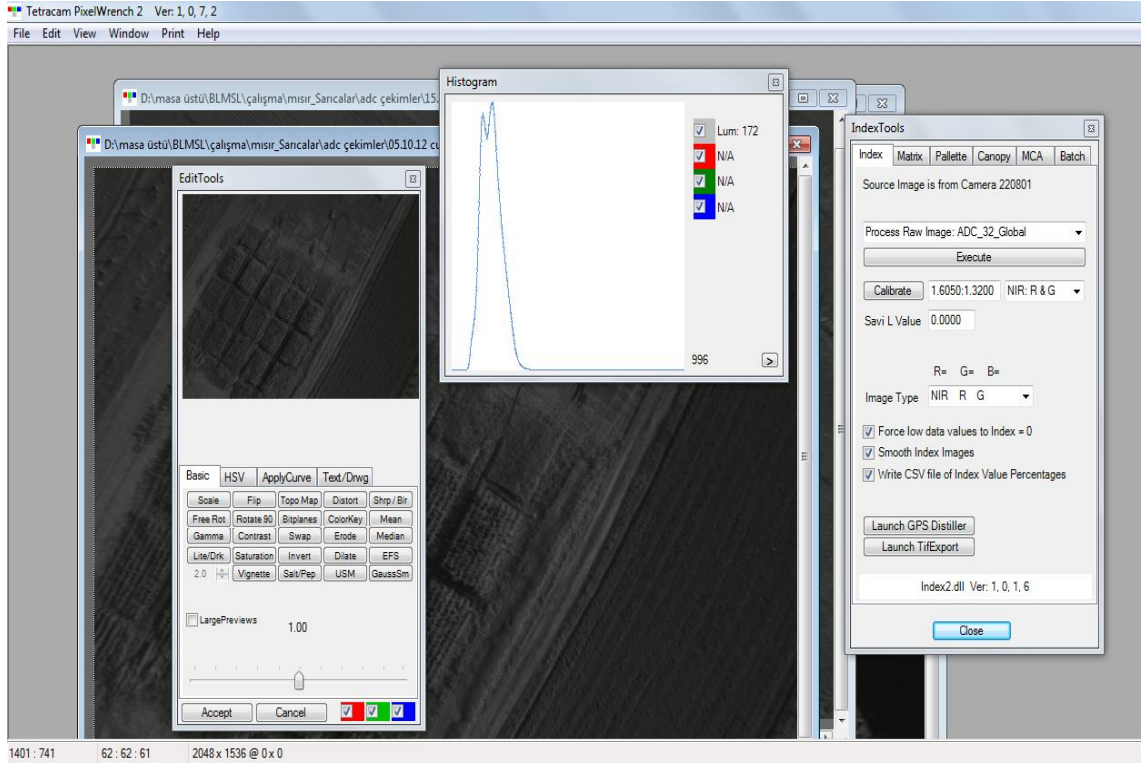 Tetracam PixelWrench 2 Ver: 1, 0, 7, 2
File Edit View Window Print Help
D:\masa üstü\BLMSL\çalışma\mısır_Sarıcalar\adc çekimler\15.
D:\masa üstü\BLMSL\çalışma\mısır_Sarıcalar\adc çekimler\05.10.12 cu
EditTools
Basic HSV ApplyCurve Text/Drwg
Scale Flip Topo Map Distort Shrp / Blr
Free Rot Rotate 90 Bitplanes ColorKey Mean
Gamma Contrast Swap Erode Median
Lite/Drk Saturation Invert Dilate EFS
2.0 Vignette Salt/Pep USM GaussSm
LargePreviews 1.00
Accept Cancel
Histogram
Lum: 172
N/A
N/A
N/A
996 >
IndexTools
Index Matrix Pallette Canopy MCA Batch
Source Image is from Camera 220801
Process Raw Image: ADC_32_Global
Execute
Calibrate 1.6050:1.3200 NIR: R & G
Savi L Value 0.0000
R= G= B=
Image Type NIR R G
Force low data values to Index = 0
Smooth Index Images
Write CSV file of Index Value Percentages
Launch GPS Distiller
Launch TifExport
Index2.dll Ver: 1, 0, 1, 6
Close
1401 : 741 62 : 62 : 61 2048 x 1536 @ 0 x 0